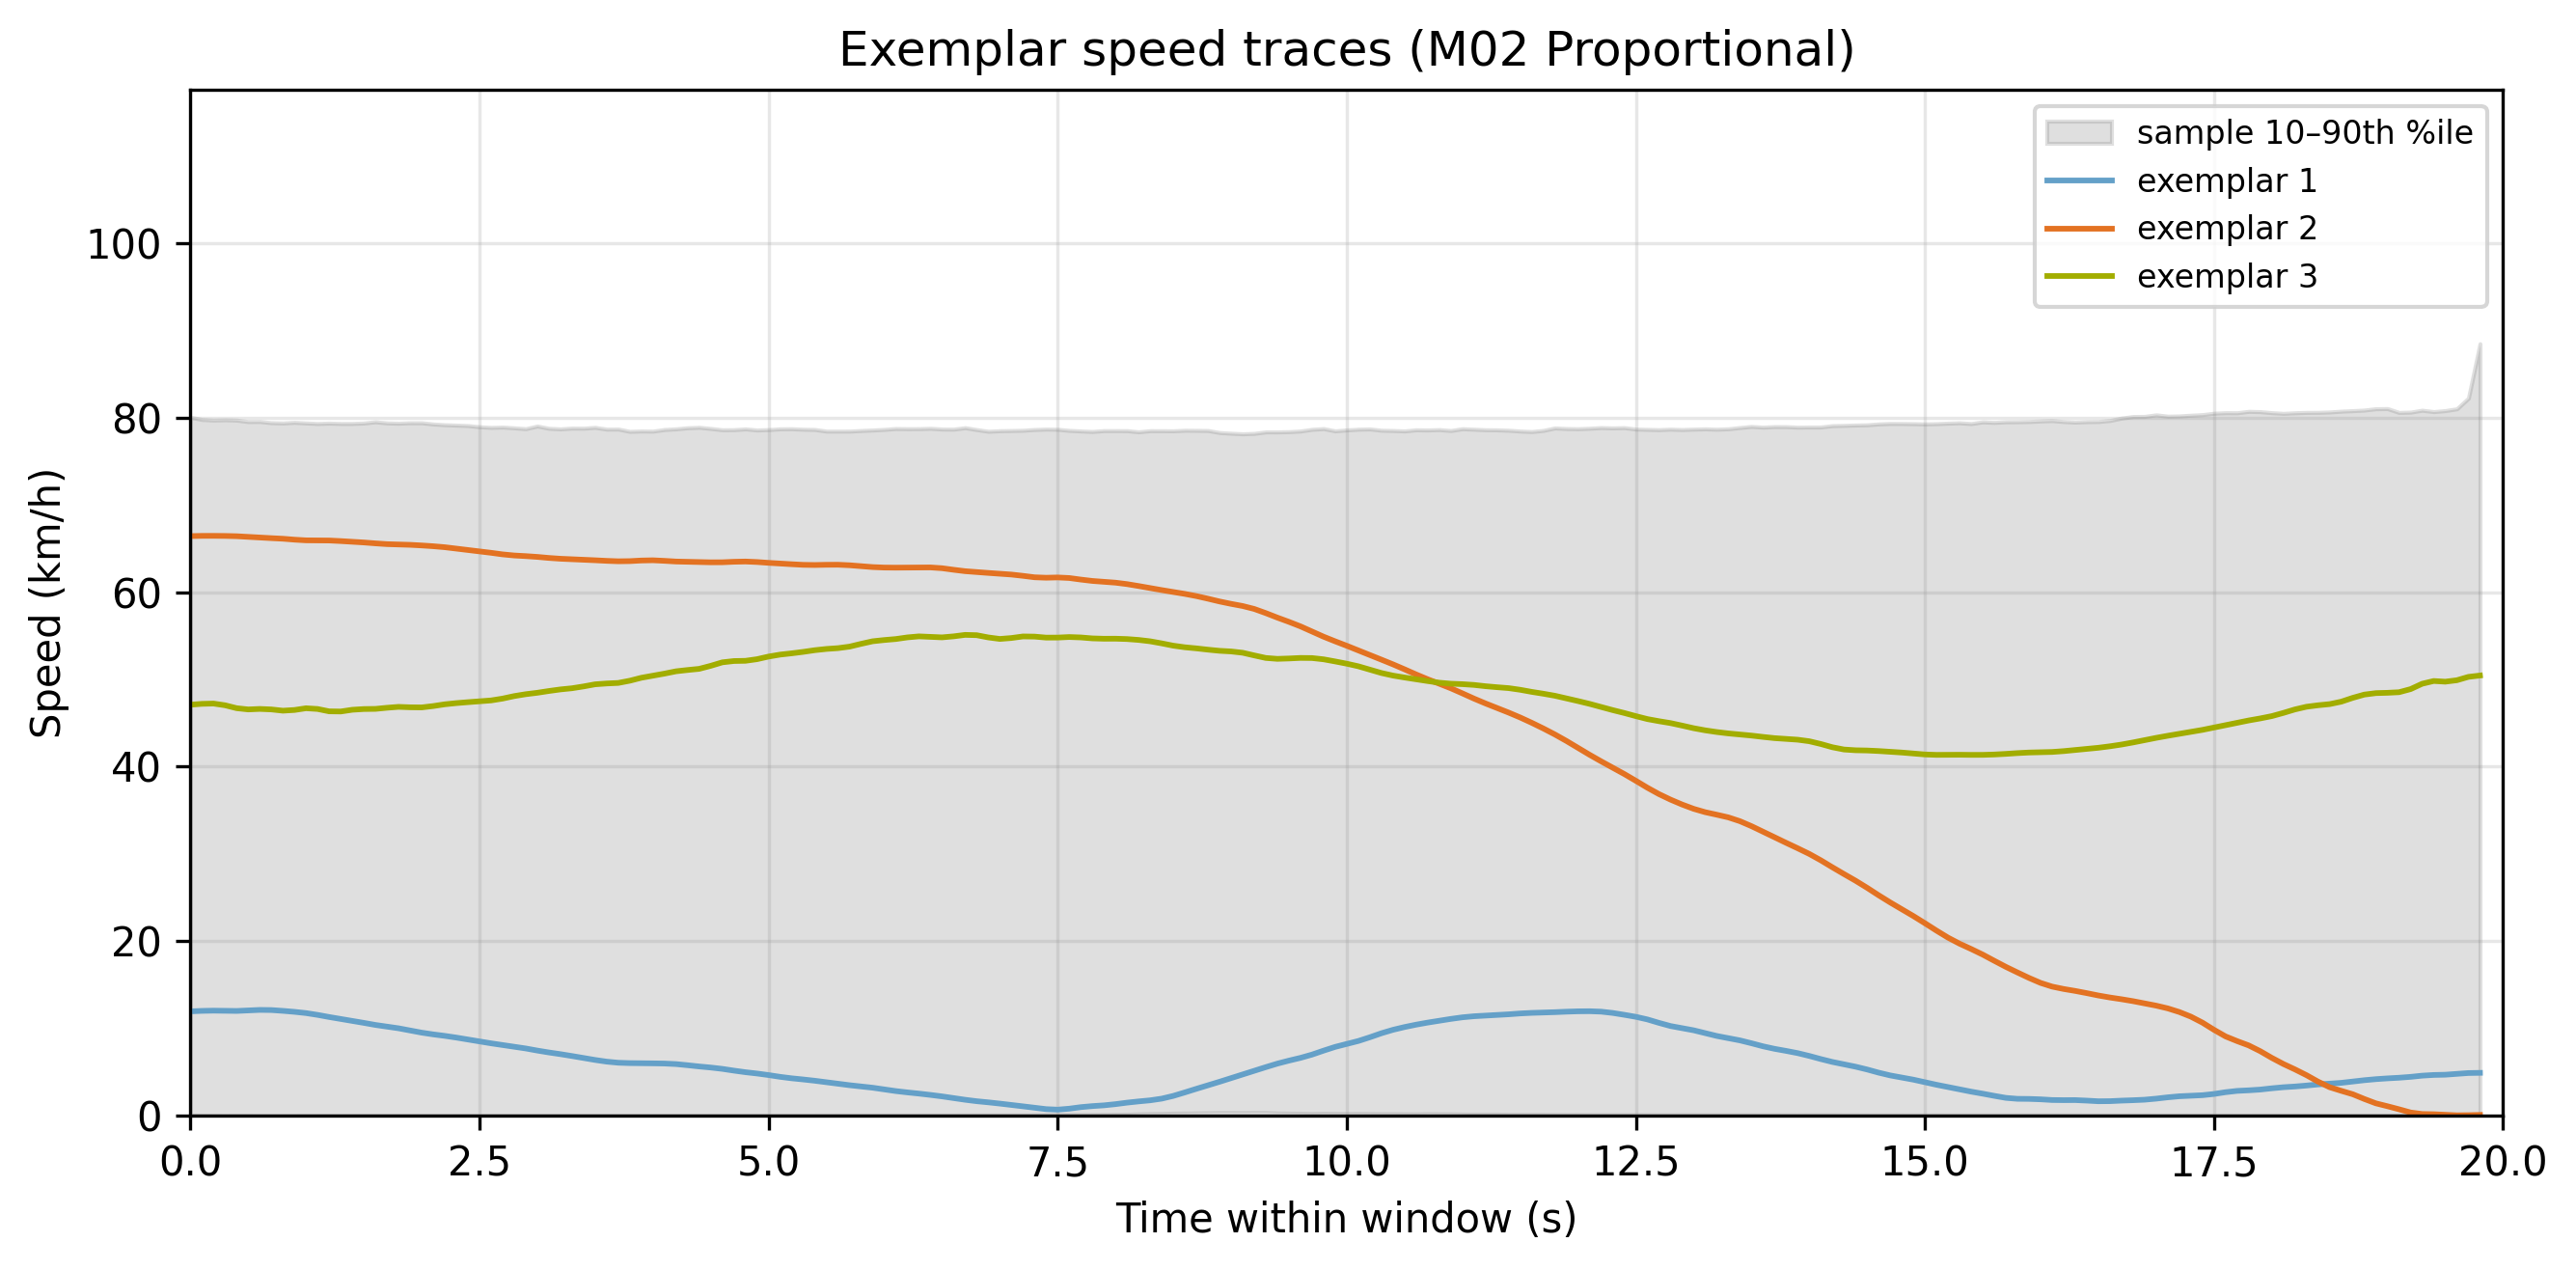 Exemplar speed traces (M02 Proportional)
sample 10–90th %ile
exemplar 1
exemplar 2
exemplar 3
Speed (km/h)
100
80
60
40
20
0
0.0 2.5 5.0 7.5 10.0 12.5 15.0 17.5 20.0
Time within window (s)